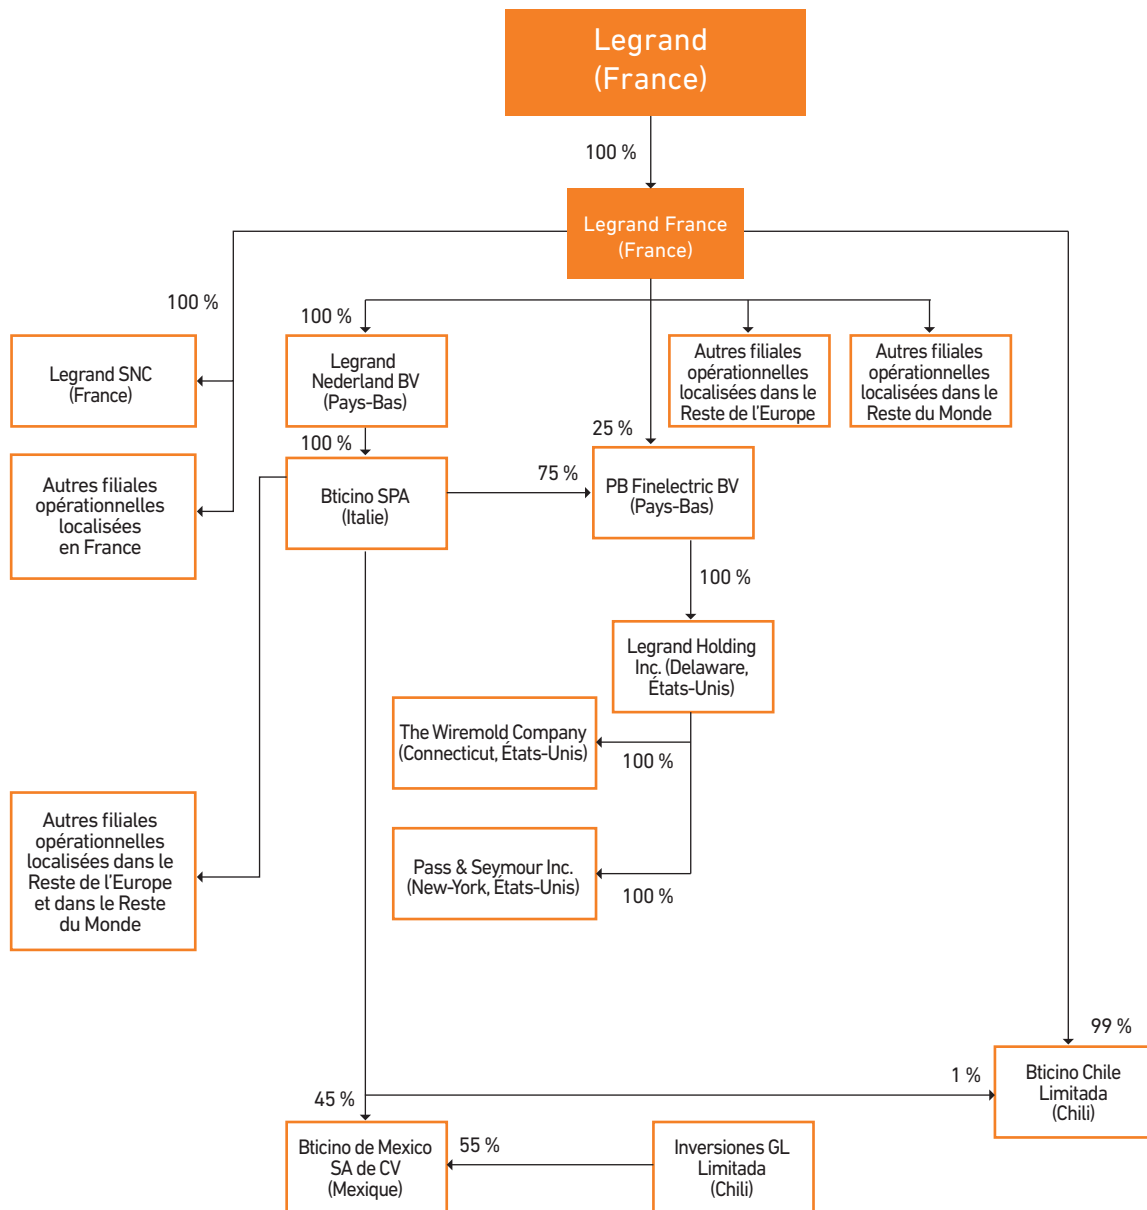 Legrand
(France)
100 %
Legrand France
(France)
100 %
100 %
Legrand SNC
(France)
Legrand
Nederland BV
(Pays-Bas)
Autres filiales
opérationnelles
localisées dans le
Reste de l'Europe
Autres filiales
opérationnelles
localisées dans le
Reste du Monde
100 %
25 %
Autres filiales
opérationnelles
localisées
en France
Bticino SPA
(Italie)
75 %
PB Finelectric BV
(Pays-Bas)
100 %
Legrand Holding
Inc. (Delaware,
États-Unis)
The Wiremold Company
(Connecticut, États-Unis)
100 %
Autres filiales
opérationnelles
localisées dans le
Reste de l'Europe
et dans le Reste
du Monde
Pass & Seymour Inc.
(New-York, États-Unis)
100 %
99 %
1 %
Bticino Chile
Limitada
(Chili)
45 %
Bticino de Mexico
SA de CV
(Mexique)
55 %
Inversiones GL
Limitada
(Chili)